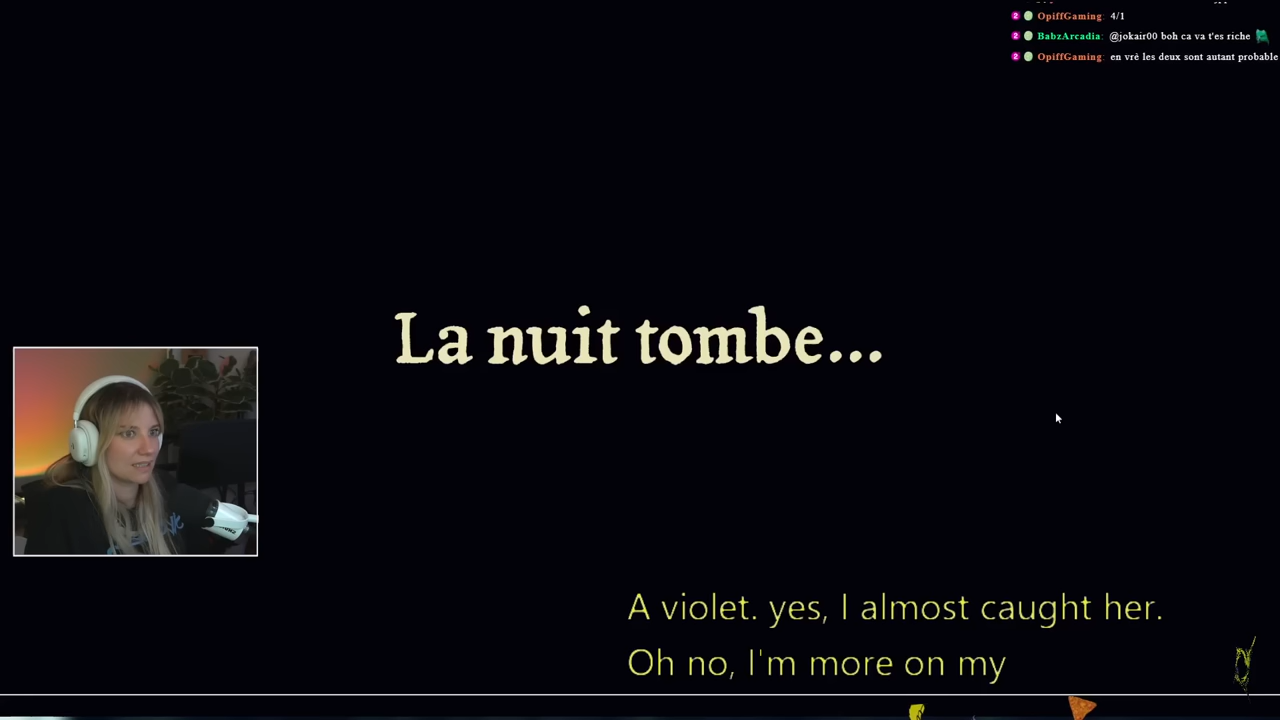 OpiffGaming: 4/1
BabzArcadia: @jokair00 boh ca va t'es riche
OpiffGaming: en vrè les deux sont autant probable
La nuit tombe...
A violet. yes, I almost caught her.
Oh no, I'm more on my